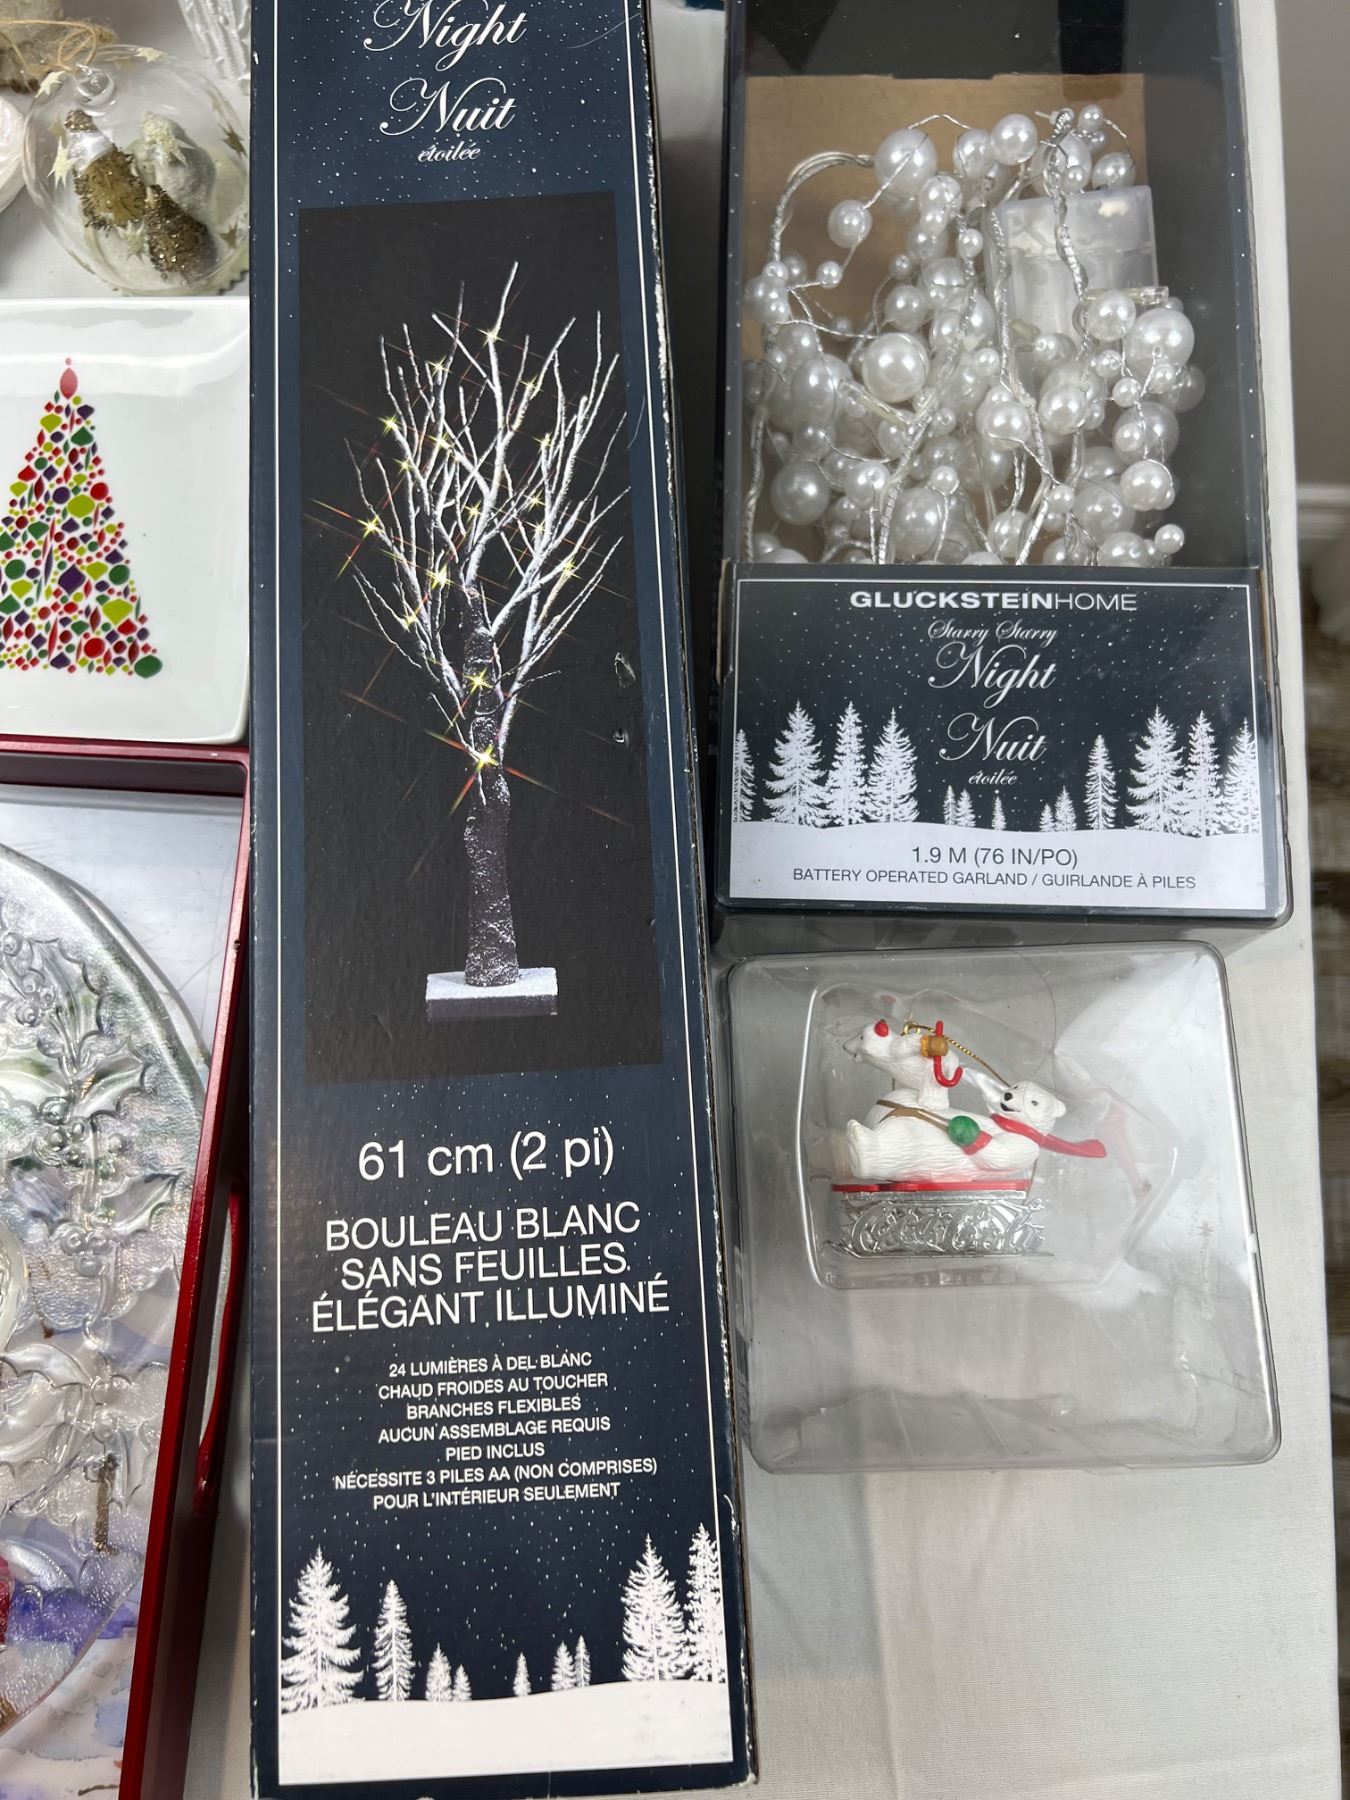 Night
Nuit
étoilée
61 cm (2 pi)
BOULEAU BLANC
SANS FEUILLES
ÉLÉGANT ILLUMINÉ
24 LUMIÈRES À DEL BLANC
CHAUD FROIDES AU TOUCHER
BRANCHES FLEXIBLES
AUCUN ASSEMBLAGE REQUIS
PIED INCLUS
NÉCESSITE 3 PILES AA (NON COMPRISES)
POUR L'INTÉRIEUR SEULEMENT
GLUCKSTEINHOME
Starry Starry
Night
Nuit
étoilée
1.9 M (76 IN/PO)
BATTERY OPERATED GARLAND / GUIRLANDE À PILES
Coca-Cola